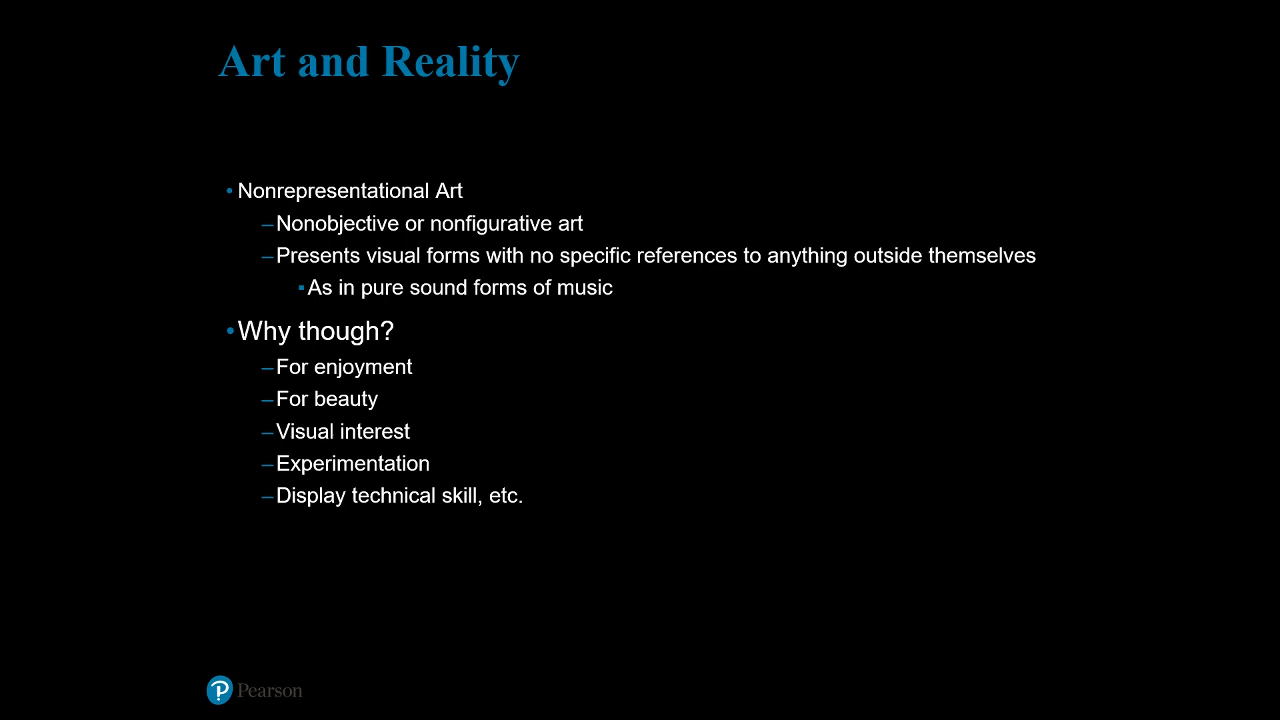 Art and Reality
• Nonrepresentational Art
–Nonobjective or nonfigurative art
–Presents visual forms with no specific references to anything outside themselves
▪As in pure sound forms of music
•Why though?
–For enjoyment
–For beauty
–Visual interest
–Experimentation
–Display technical skill, etc.
Pearson